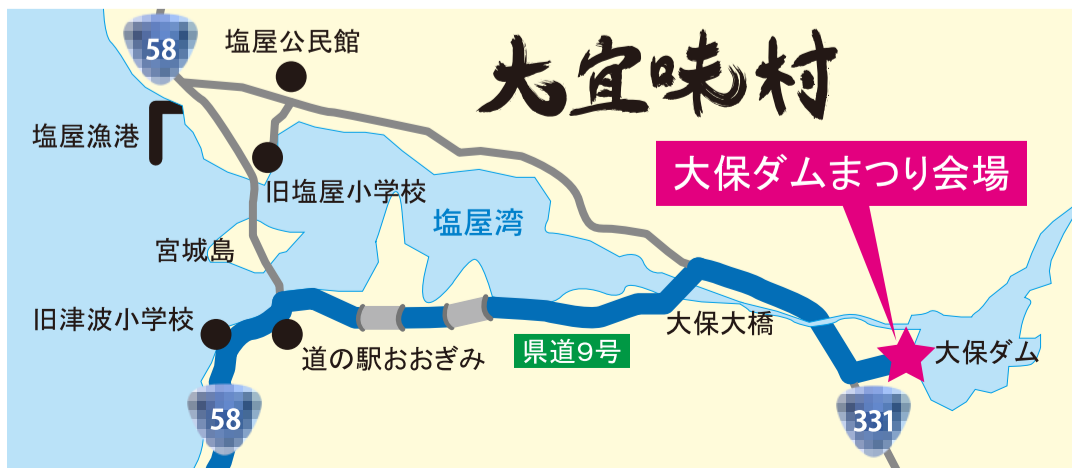 58
塩屋公民館
大宜味村
塩屋漁港
大保ダムまつり会場
旧塩屋小学校
塩屋湾
宮城島
旧津波小学校
大保大橋
道の駅おおぎみ
県道9号
大保ダム
58
331